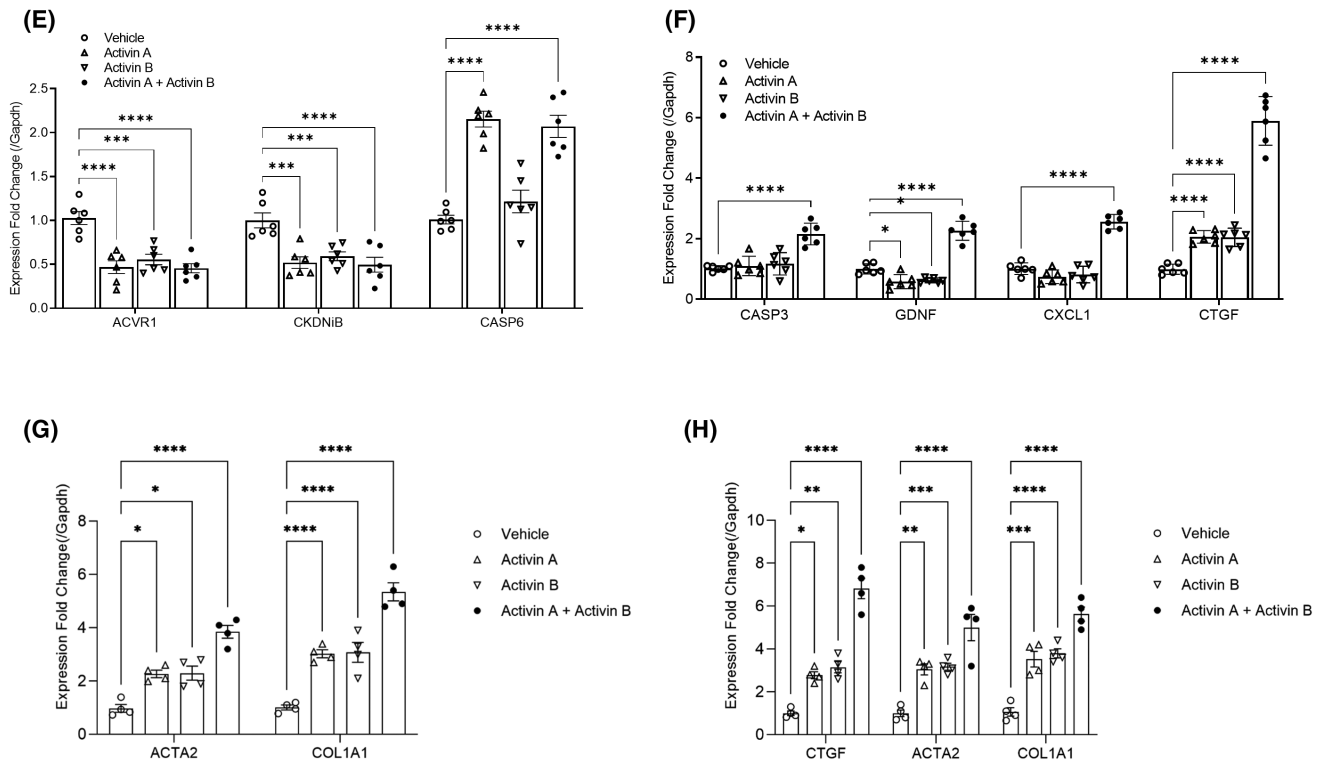 (E)
Vehicle
Activin A
Activin B
Activin A + Activin B
Expression Fold Change (/Gapdh)
2.5
2.0
1.5
1.0
0.5
0.0
**** *** ****
*** *** ****
**** ****
ACVR1 CKDNiB CASP6
(F)
Vehicle
Activin A
Activin B
Activin A + Activin B
Expression Fold Change (/Gapdh)
8
6
4
2
0
****
* * ****
****
**** **** ****
CASP3 GDNF CXCL1 CTGF
(G)
Expression Fold Change(/Gapdh)
8
6
4
2
0
* * ****
**** **** ****
ACTA2 COL1A1
Vehicle
Activin A
Activin B
Activin A + Activin B
(H)
Expression Fold Change(/Gapdh)
10
8
6
4
2
0
* ** ****
** *** ****
*** **** ****
CTGF ACTA2 COL1A1
Vehicle
Activin A
Activin B
Activin A + Activin B